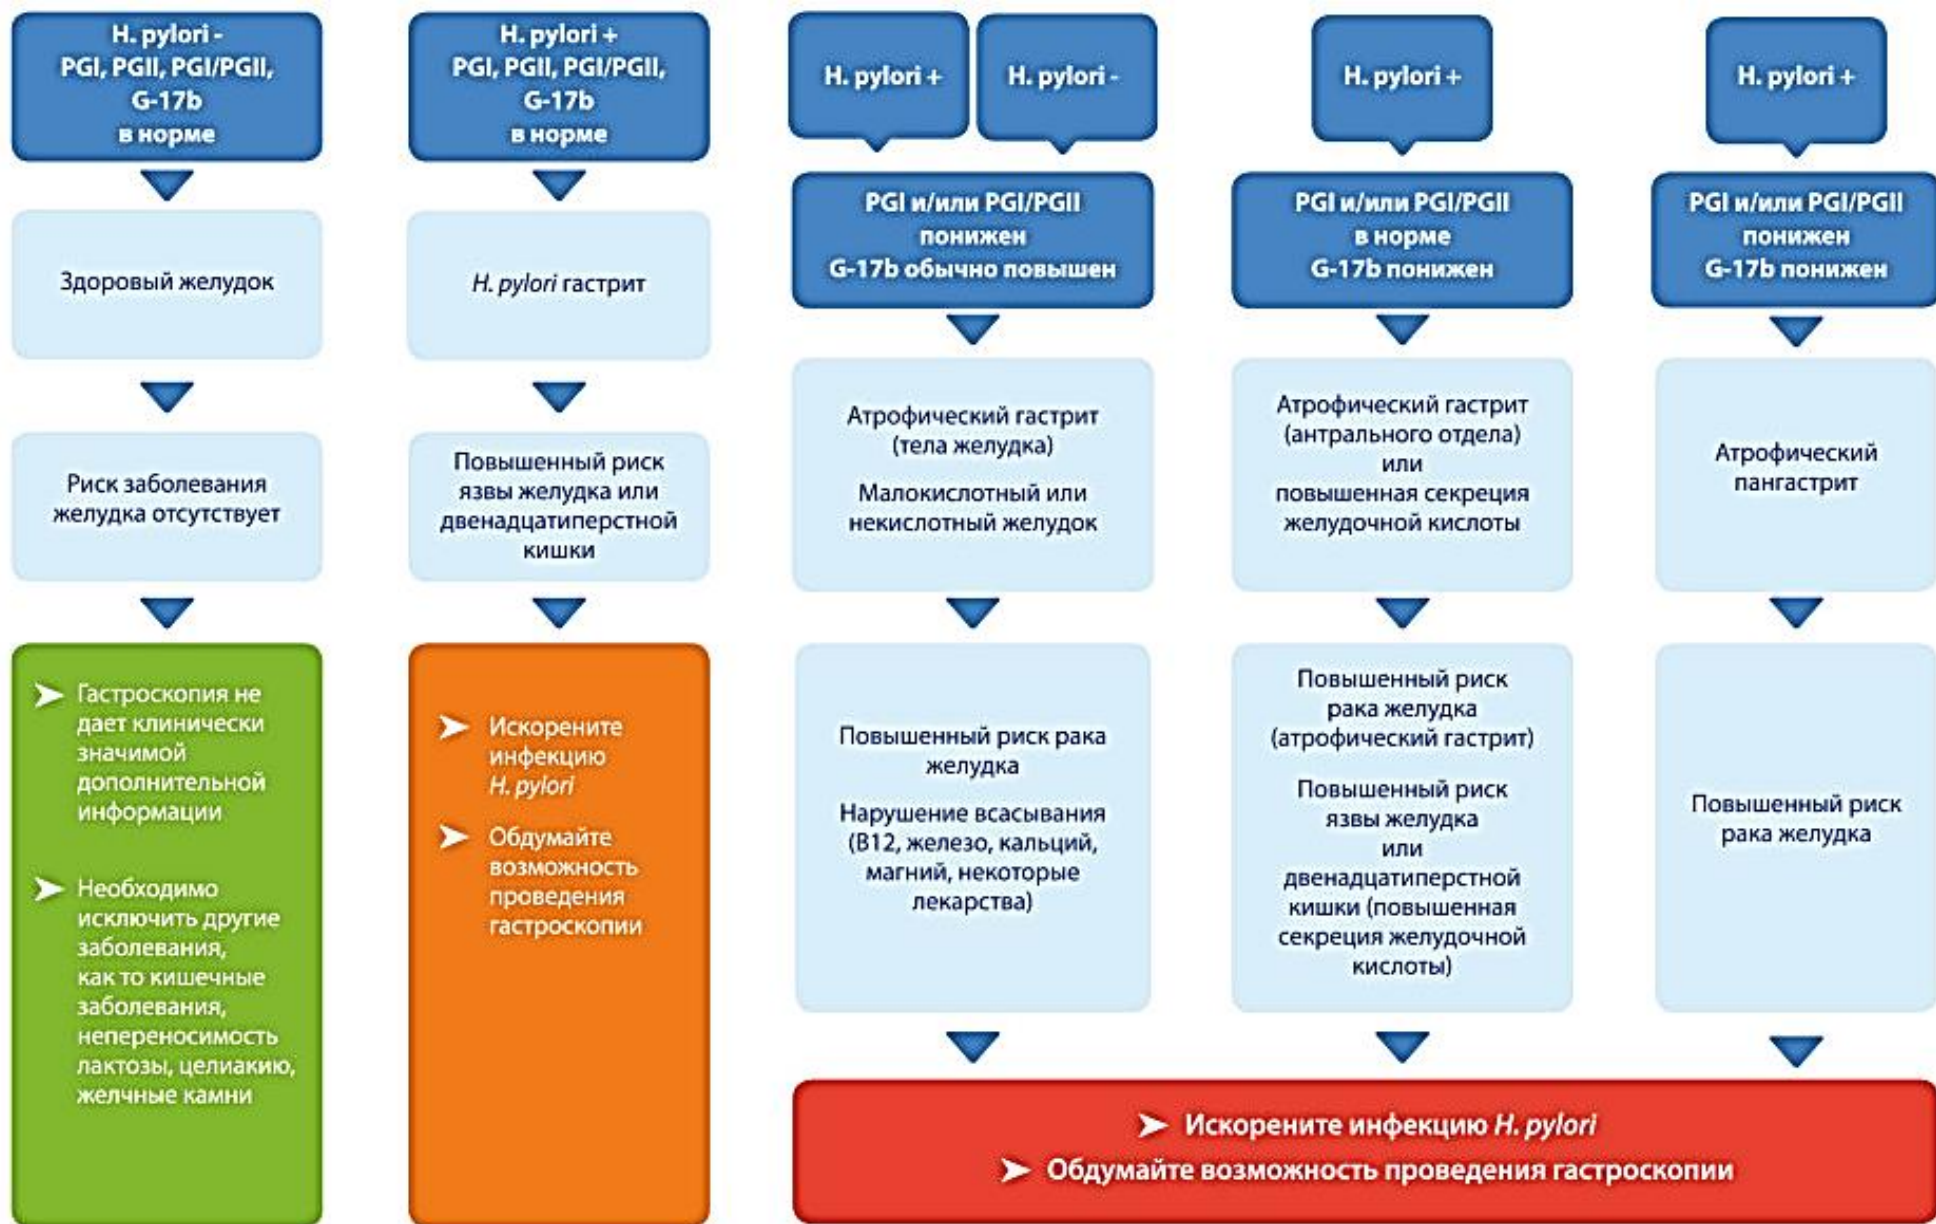 H. pylori -
PGI, PGII, PGI/PGII,
G-17b
в норме
Здоровый желудок
Риск заболевания
желудка отсутствует
➤ Гастроскопия не
дает клинически
значимой
дополнительной
информации
➤ Необходимо
исключить другие
заболевания,
как то кишечные
заболевания,
непереносимость
лактозы, целиакию,
желчные камни
H. pylori +
PGI, PGII, PGI/PGII,
G-17b
в норме
H. pylori гастрит
Повышенный риск
язвы желудка или
двенадцатиперстной
кишки
➤ Искорените
инфекцию
H. pylori
➤ Обдумайте
возможность
проведения
гастроскопии
H. pylori +
H. pylori -
PGI и/или PGI/PGII
понижен
G-17b обычно повышен
Атрофический гастрит
(тела желудка)
Малокислотный или
некислотный желудок
Повышенный риск рака
желудка
Нарушение всасывания
(B12, железо, кальций,
магний, некоторые
лекарства)
H. pylori +
PGI и/или PGI/PGII
в норме
G-17b понижен
Атрофический гастрит
(антрального отдела)
или
повышенная секреция
желудочной кислоты
Повышенный риск
рака желудка
(атрофический гастрит)
Повышенный риск
язвы желудка
или
двенадцатиперстной
кишки (повышенная
секреция желудочной
кислоты)
H. pylori +
PGI и/или PGI/PGII
понижен
G-17b понижен
Атрофический
пангастрит
Повышенный риск
рака желудка
➤ Искорените инфекцию H. pylori
➤ Обдумайте возможность проведения гастроскопии